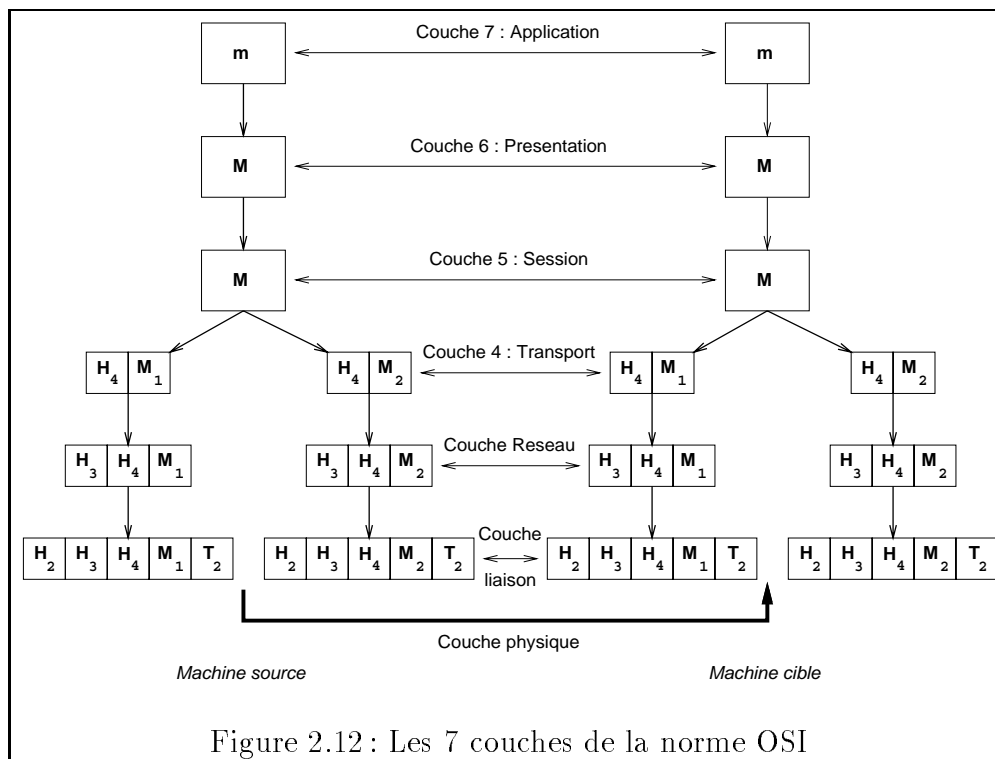 m Couche 7 : Application m
M Couche 6 : Presentation M
M Couche 5 : Session M
H4 M1 H4 M2 Couche 4 : Transport H4 M1 H4 M2
H3 H4 M1 H3 H4 M2 Couche Reseau H3 H4 M1 H3 H4 M2
H2 H3 H4 M1 T2 H2 H3 H4 M2 T2 Couche liaison H2 H3 H4 M1 T2 H2 H3 H4 M2 T2
Couche physique
Machine source Machine cible
Figure 2.12 : Les 7 couches de la norme OSI